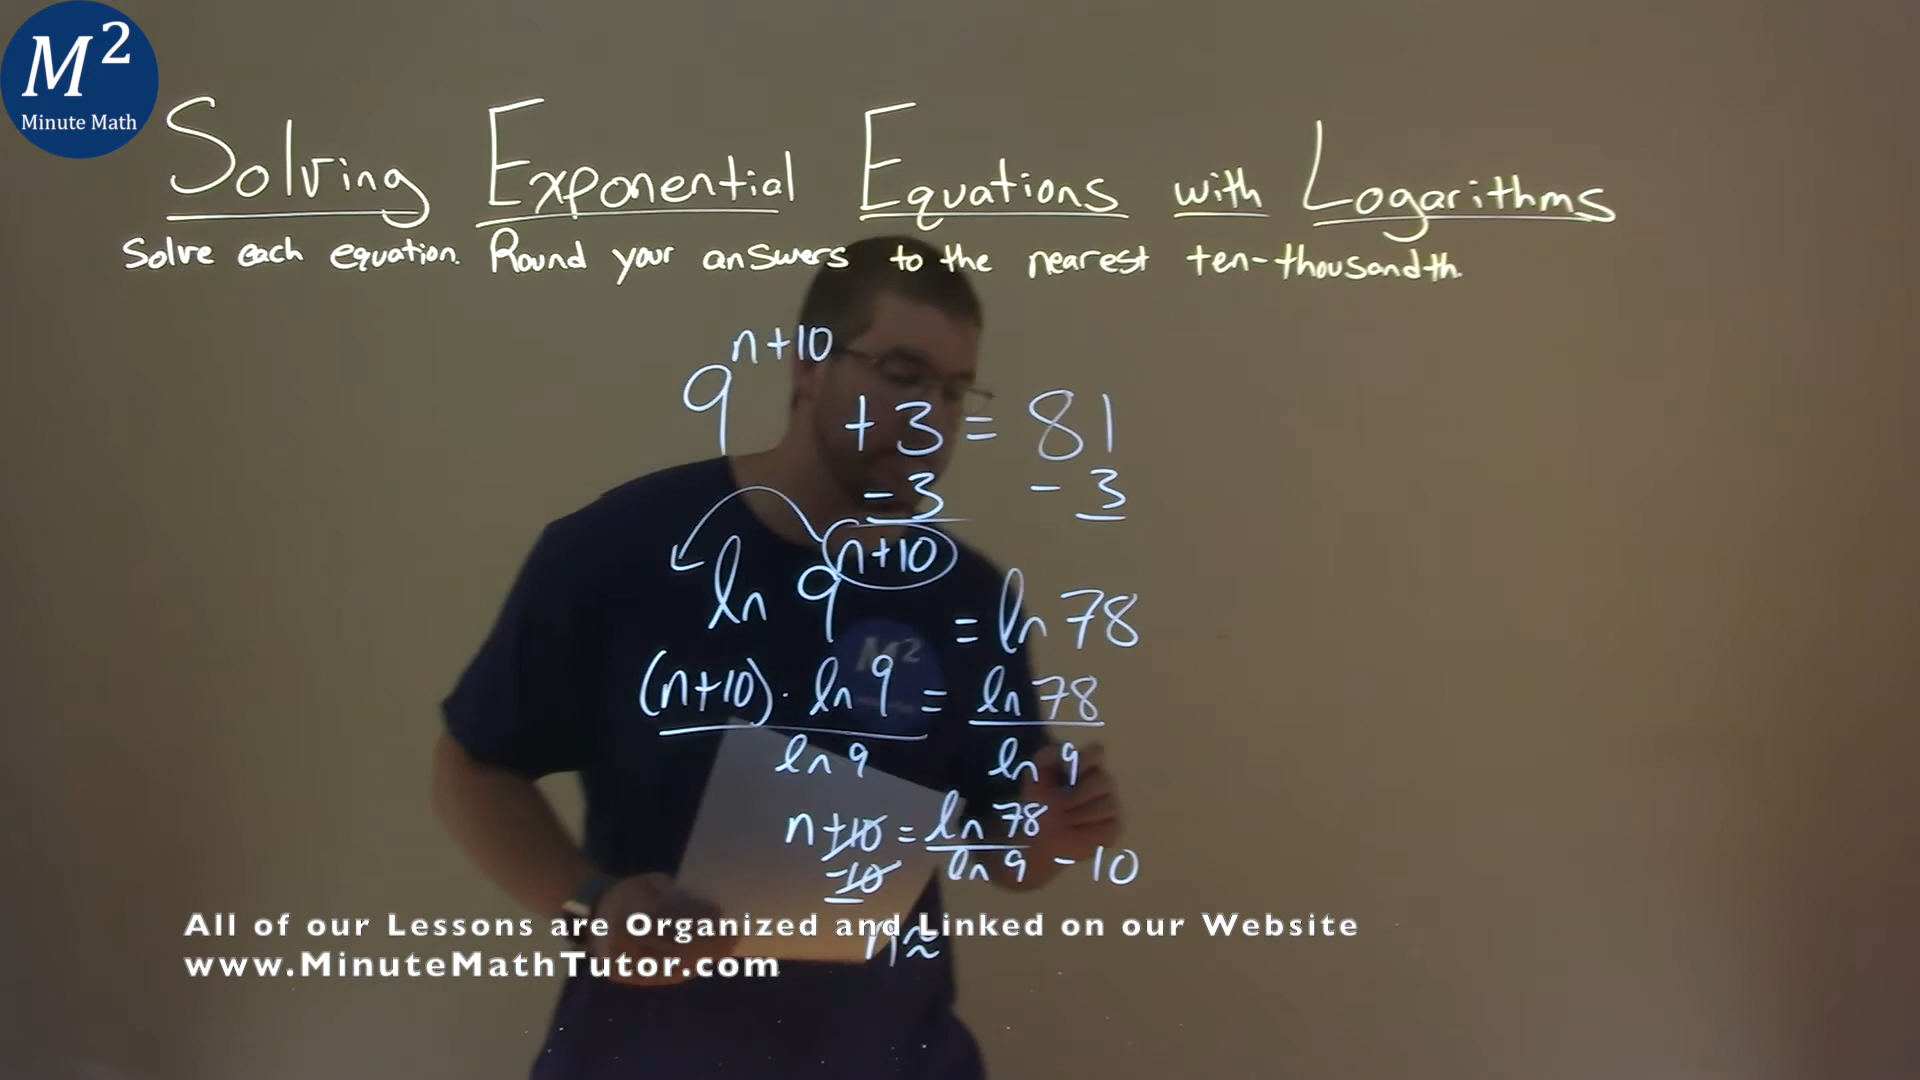 M²
Minute Math
Solving Exponential Equations with Logarithms
Solve each equation. Round your answers to the nearest ten-thousandth.
9^(n+10) + 3 = 81
- 3 - 3
ln 9^(n+10) = ln 78
(n+10) · ln 9 = ln 78
ln 9 ln 9
n+10 = ln 78
-10 ln 9 - 10
All of our Lessons are Organized and Linked on our Website
n≈
www.MinuteMathTutor.com
M²